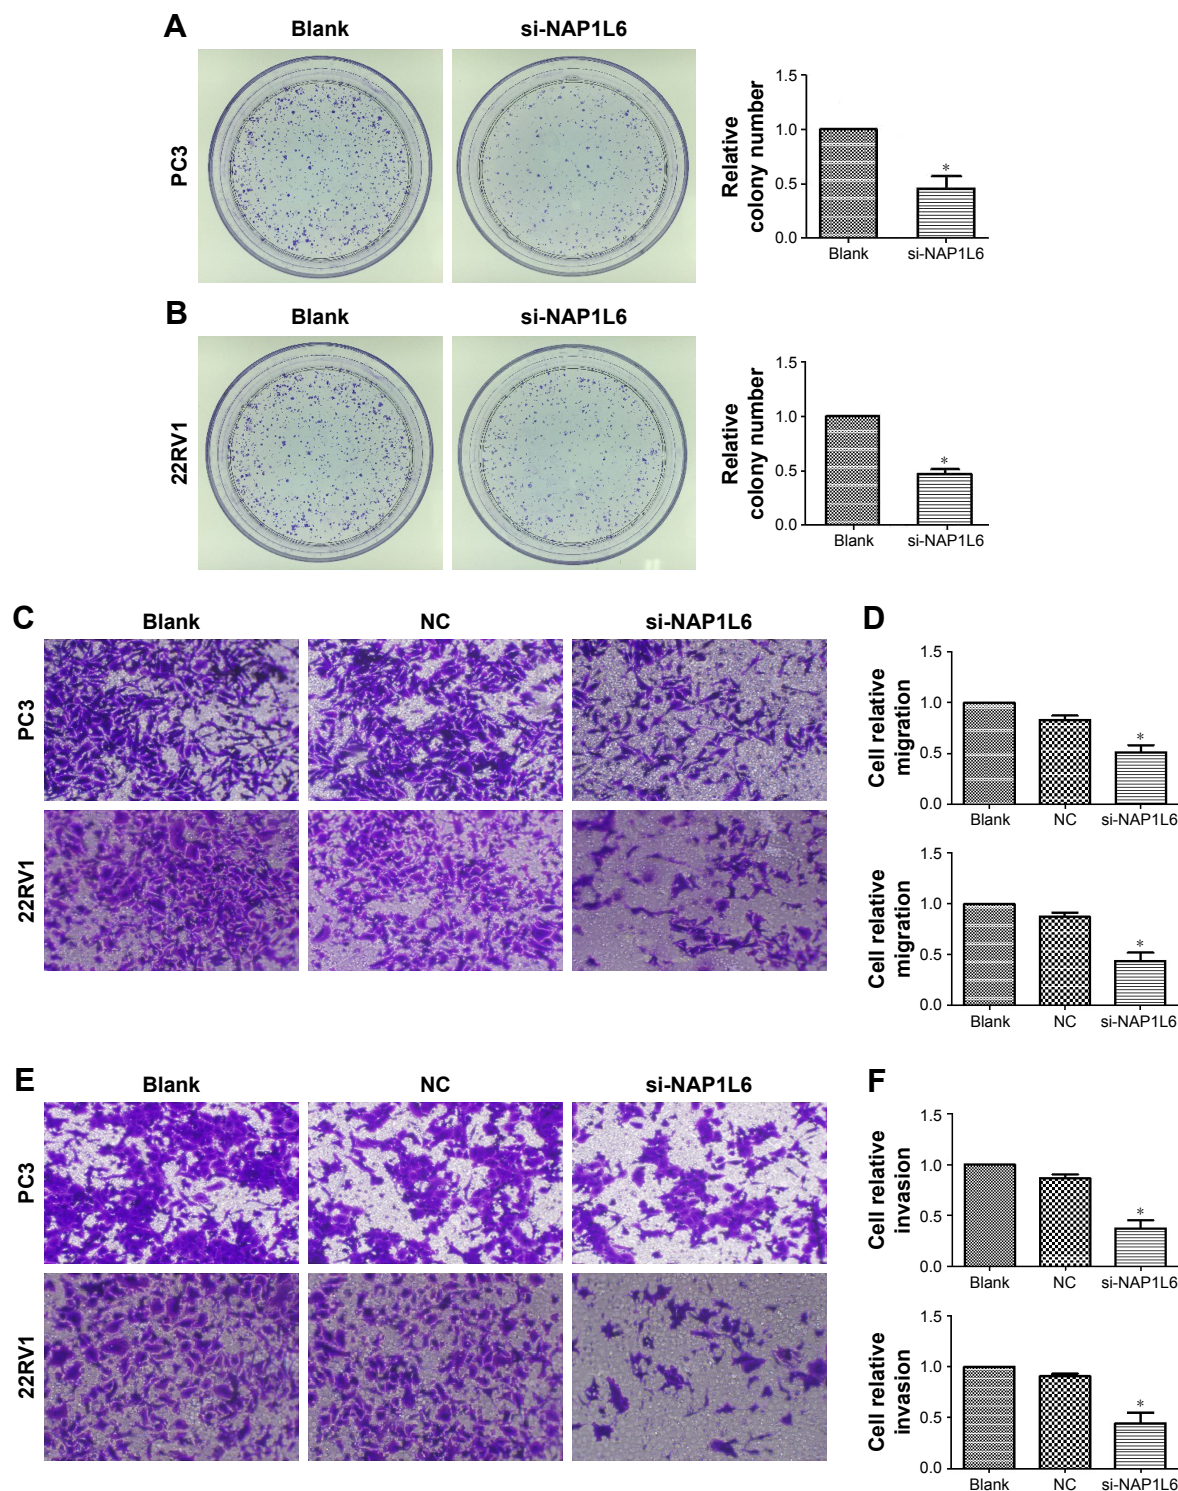 A
Blank
si-NAP1L6
PC3
Relative
colony number
1.5
1.0
0.5
0.0
*
Blank
si-NAP1L6
B
Blank
si-NAP1L6
22RV1
Relative
colony number
1.5
1.0
0.5
0.0
*
Blank
si-NAP1L6
C
Blank
NC
si-NAP1L6
PC3
22RV1
D
Cell relative
migration
1.5
1.0
0.5
0.0
*
Blank
NC
si-NAP1L6
Cell relative
migration
1.5
1.0
0.5
0.0
*
Blank
NC
si-NAP1L6
E
Blank
NC
si-NAP1L6
PC3
22RV1
F
Cell relative
invasion
1.5
1.0
0.5
0.0
*
Blank
NC
si-NAP1L6
Cell relative
invasion
1.5
1.0
0.5
0.0
*
Blank
NC
si-NAP1L6